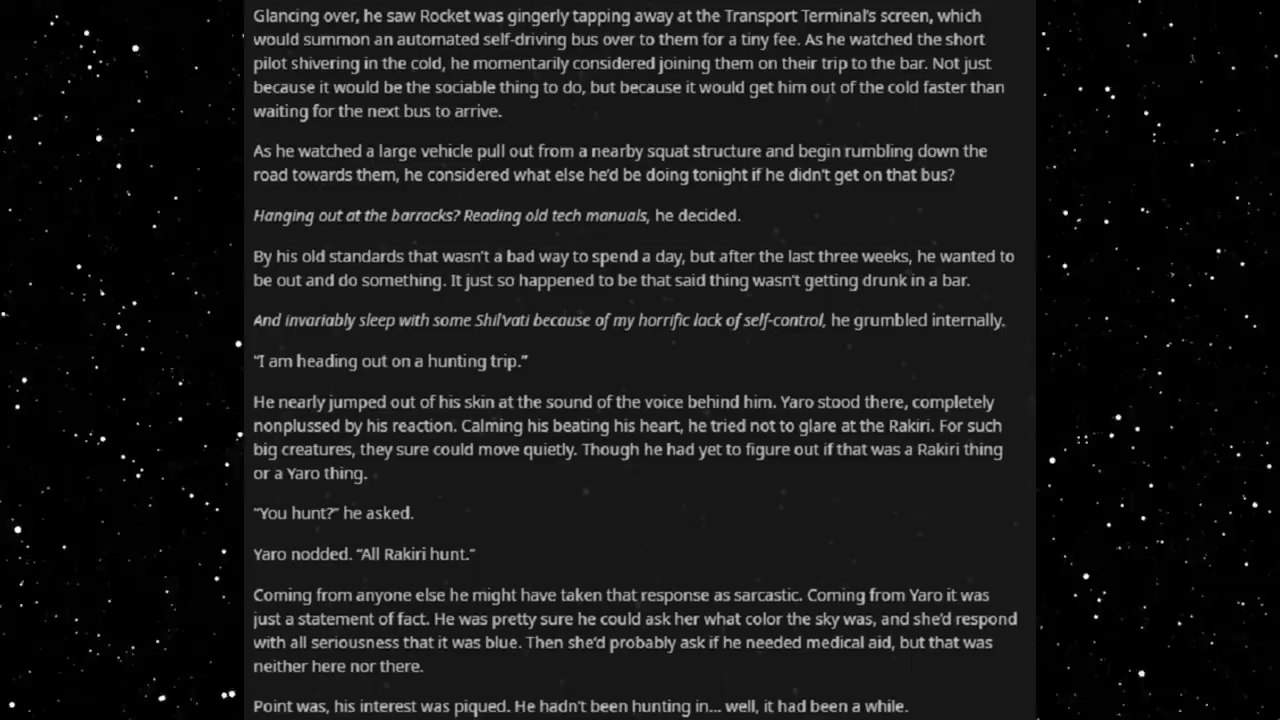 Glancing over, he saw Rocket was gingerly tapping away at the Transport Terminal's screen, which
would summon an automated self-driving bus over to them for a tiny fee. As he watched the short
pilot shivering in the cold, he momentarily considered joining them on their trip to the bar. Not just
because it would be the sociable thing to do, but because it would get him out of the cold faster than
waiting for the next bus to arrive.
As he watched a large vehicle pull out from a nearby squat structure and begin rumbling down the
road towards them, he considered what else he'd be doing tonight if he didn't get on that bus?
Hanging out at the barracks? Reading old tech manuals, he decided.
By his old standards that wasn't a bad way to spend a day, but after the last three weeks, he wanted to
be out and do something. It just so happened to be that said thing wasn't getting drunk in a bar.
And invariably sleep with some Shil'vati because of my horrific lack of self-control, he grumbled internally.
“I am heading out on a hunting trip.”
He nearly jumped out of his skin at the sound of the voice behind him. Yaro stood there, completely
nonplussed by his reaction. Calming his beating his heart, he tried not to glare at the Rakiri. For such
big creatures, they sure could move quietly. Though he had yet to figure out if that was a Rakiri thing
or a Yaro thing.
“You hunt?” he asked.
Yaro nodded. “All Rakiri hunt.”
Coming from anyone else he might have taken that response as sarcastic. Coming from Yaro it was
just a statement of fact. He was pretty sure he could ask her what color the sky was, and she'd respond
with all seriousness that it was blue. Then she'd probably ask if he needed medical aid, but that was
neither here nor there.
Point was, his interest was piqued. He hadn't been hunting in... well, it had been a while.